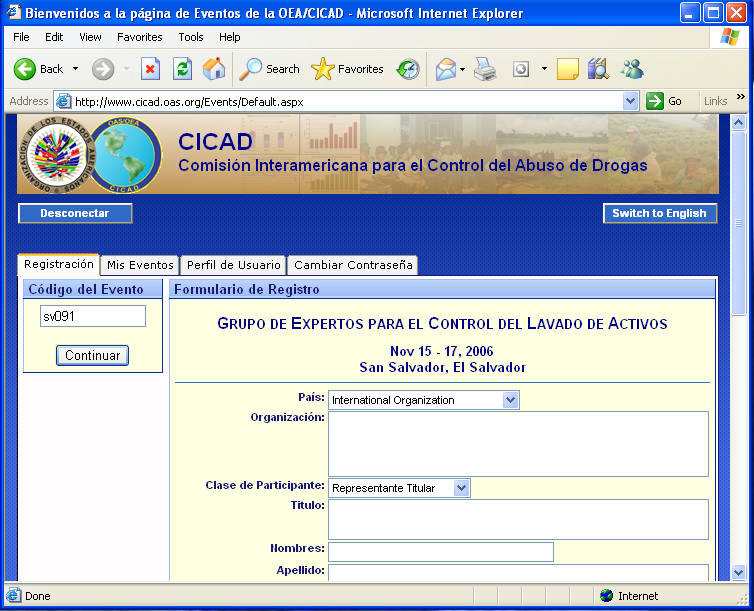 Bienvenidos a la página de Eventos de la OEA/CICAD - Microsoft Internet Explorer
File Edit View Favorites Tools Help
Back Search Favorites
Address http://www.cicad.oas.org/Events/Default.aspx Go Links »
ORGANIZACION DE LOS ESTADOS AMERICANOS
OAS/OEA
CICAD
CICAD
Comisión Interamericana para el Control del Abuso de Drogas
Desconectar Switch to English
Registración Mis Eventos Perfil de Usuario Cambiar Contraseña
Código del Evento
sv091
Continuar
Formulario de Registro
GRUPO DE EXPERTOS PARA EL CONTROL DEL LAVADO DE ACTIVOS
Nov 15 - 17, 2006
San Salvador, El Salvador
País: International Organization
Organización:
Clase de Participante: Representante Titular
Título:
Nombres:
Apellido:
Done Internet